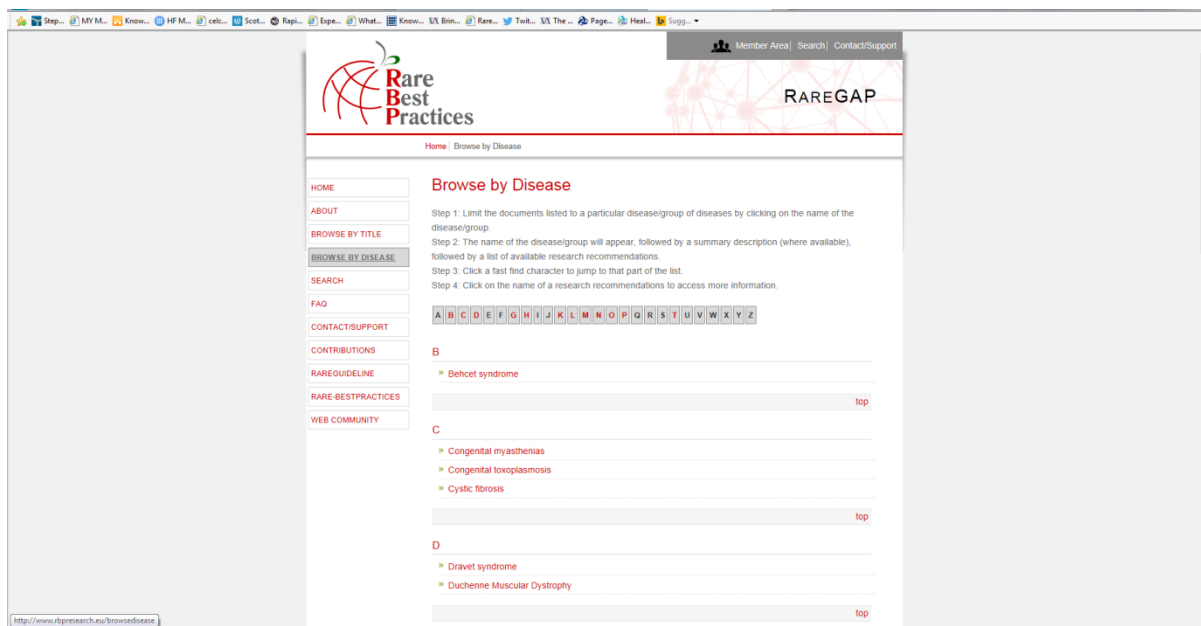 Step... MY M... Know... HF M... celc... Scot... Rapi... Expe... What... Know... Brin... Rare... Twit... The ... Page... Heal... Sugg...
Member Area| Search| Contact/Support
Rare
Best
Practices
RAREGAP
Home| Browse by Disease
HOME
ABOUT
BROWSE BY TITLE
BROWSE BY DISEASE
SEARCH
FAQ
CONTACT/SUPPORT
CONTRIBUTIONS
RAREGUIDELINE
RARE-BESTPRACTICES
WEB COMMUNITY
Browse by Disease
Step 1: Limit the documents listed to a particular disease/group of diseases by clicking on the name of the
disease/group.
Step 2: The name of the disease/group will appear, followed by a summary description (where available),
followed by a list of available research recommendations.
Step 3: Click a fast find character to jump to that part of the list.
Step 4: Click on the name of a research recommendations to access more information.
A B C D E F G H I J K L M N O P Q R S T U V W X Y Z
B
Behcet syndrome
top
C
Congenital myasthenias
Congenital toxoplasmosis
Cystic fibrosis
top
D
Dravet syndrome
Duchenne Muscular Dystrophy
top
http://www.rbpresearch.eu/browsedisease